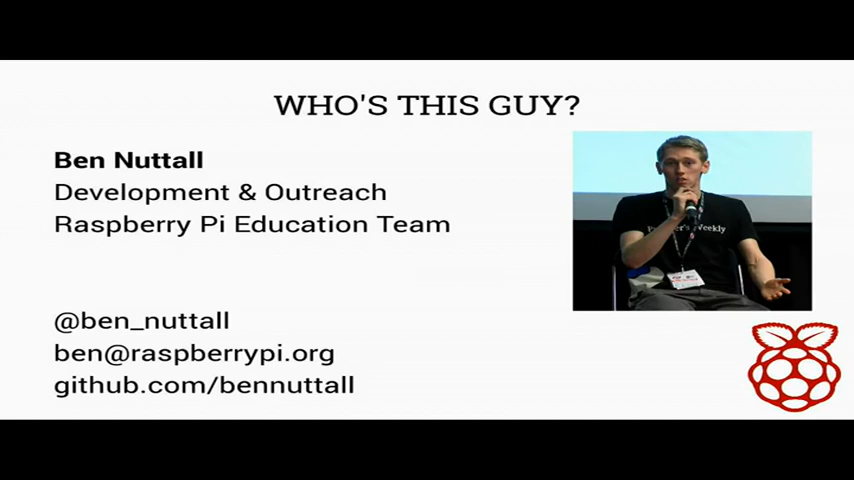 WHO'S THIS GUY?
Ben Nuttall
Development & Outreach
Raspberry Pi Education Team
@ben_nuttall
ben@raspberrypi.org
github.com/bennuttall